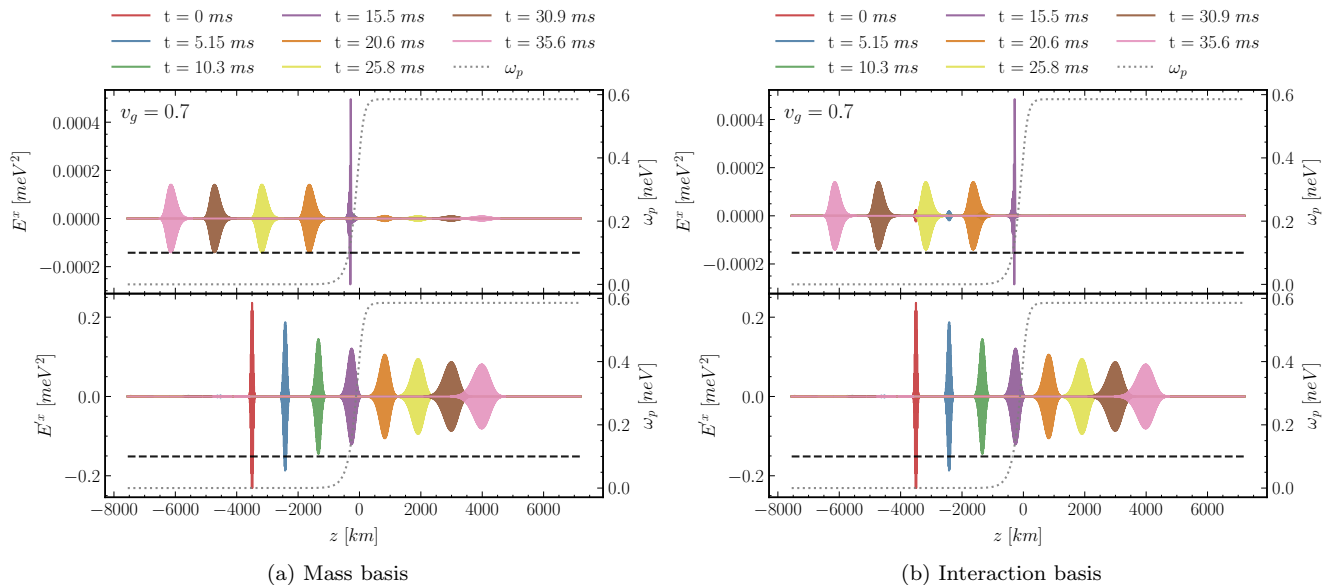 t = 0 ms
t = 5.15 ms
t = 10.3 ms
t = 15.5 ms
t = 20.6 ms
t = 25.8 ms
t = 30.9 ms
t = 35.6 ms
ω_p
v_g = 0.7
0.0004
0.0002
0.0000
−0.0002
E^x [meV^2]
0.6
0.4
0.2
0.0
ω_p [neV]
0.2
0.0
−0.2
E'^x [meV^2]
0.6
0.4
0.2
0.0
ω_p [neV]
−8000 −6000 −4000 −2000 0 2000 4000 6000
z [km]
(a) Mass basis
t = 0 ms
t = 5.15 ms
t = 10.3 ms
t = 15.5 ms
t = 20.6 ms
t = 25.8 ms
t = 30.9 ms
t = 35.6 ms
ω_p
v_g = 0.7
0.0004
0.0002
0.0000
−0.0002
E^x [meV^2]
0.6
0.4
0.2
0.0
ω_p [neV]
0.2
0.0
−0.2
E'^x [meV^2]
0.6
0.4
0.2
0.0
ω_p [neV]
−8000 −6000 −4000 −2000 0 2000 4000 6000
z [km]
(b) Interaction basis